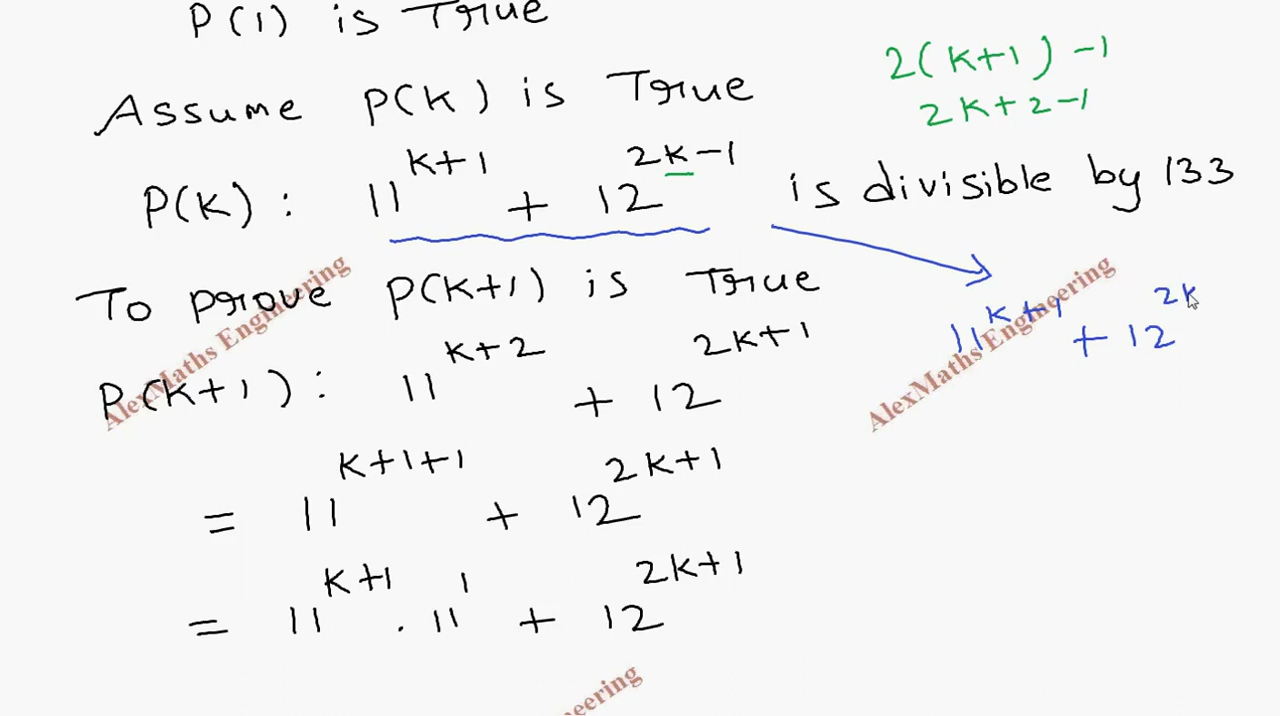 P(1) is True
Assume P(K) is True
2(K+1)-1
2K+2-1
P(K): 11^{K+1} + 12^{2K-1} is divisible by 133
To prove P(K+1) is True
11^{K+1} + 12^{2K}
P(K+1): 11^{K+2} + 12^{2K+1}
= 11^{K+1+1} + 12^{2K+1}
= 11^{K+1} . 11^{1} + 12^{2K+1}
AlexMaths Engineering
AlexMaths Engineering
eering